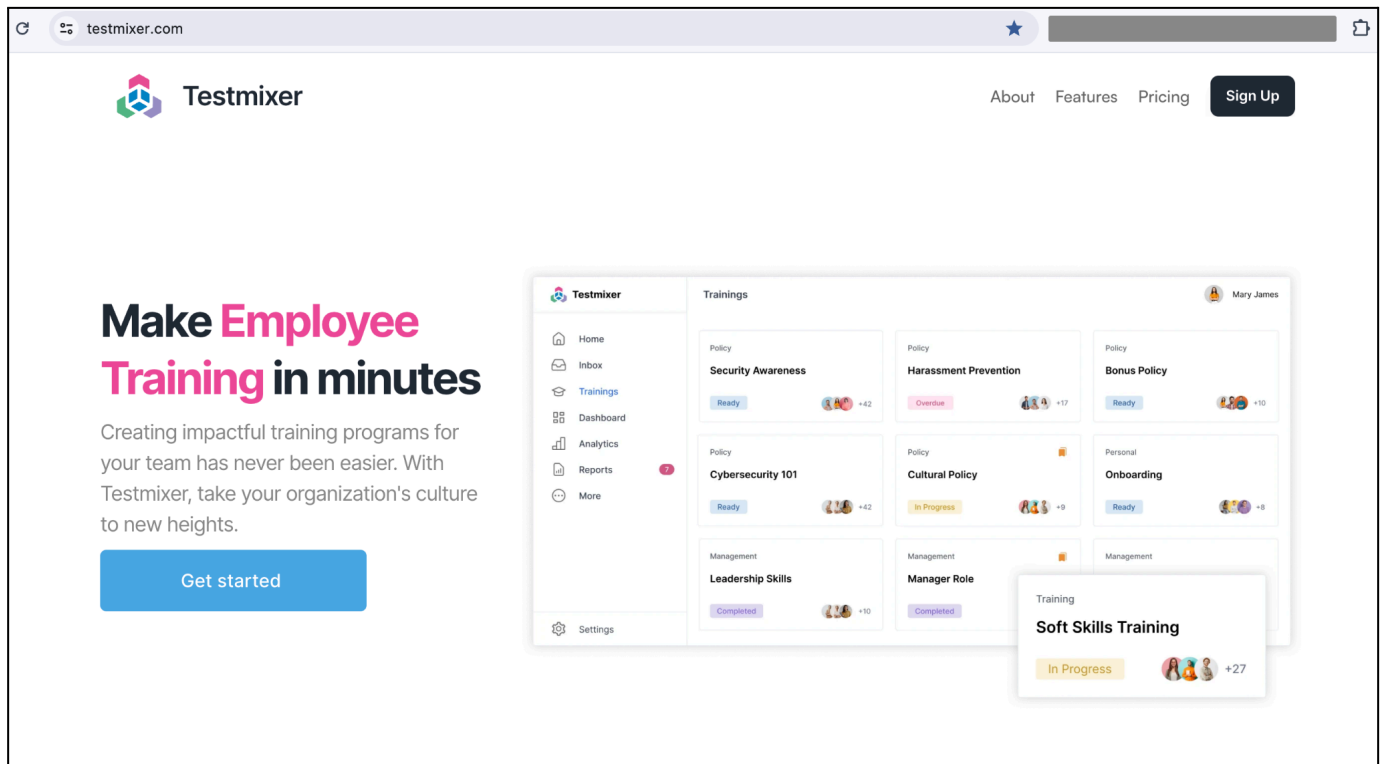 testmixer.com
Testmixer
About Features Pricing Sign Up
Make Employee
Training in minutes
Creating impactful training programs for
your team has never been easier. With
Testmixer, take your organization's culture
to new heights.
Get started
Testmixer
Home
Inbox
Trainings
Dashboard
Analytics
Reports 7
More
Settings
Trainings
Mary James
Policy
Security Awareness
Ready +42
Policy
Harassment Prevention
Overdue +17
Policy
Bonus Policy
Ready +10
Policy
Cybersecurity 101
Ready +42
Policy
Cultural Policy
In Progress +9
Personal
Onboarding
Ready +8
Management
Leadership Skills
Completed +10
Management
Manager Role
Completed
Management
Training
Soft Skills Training
In Progress +27